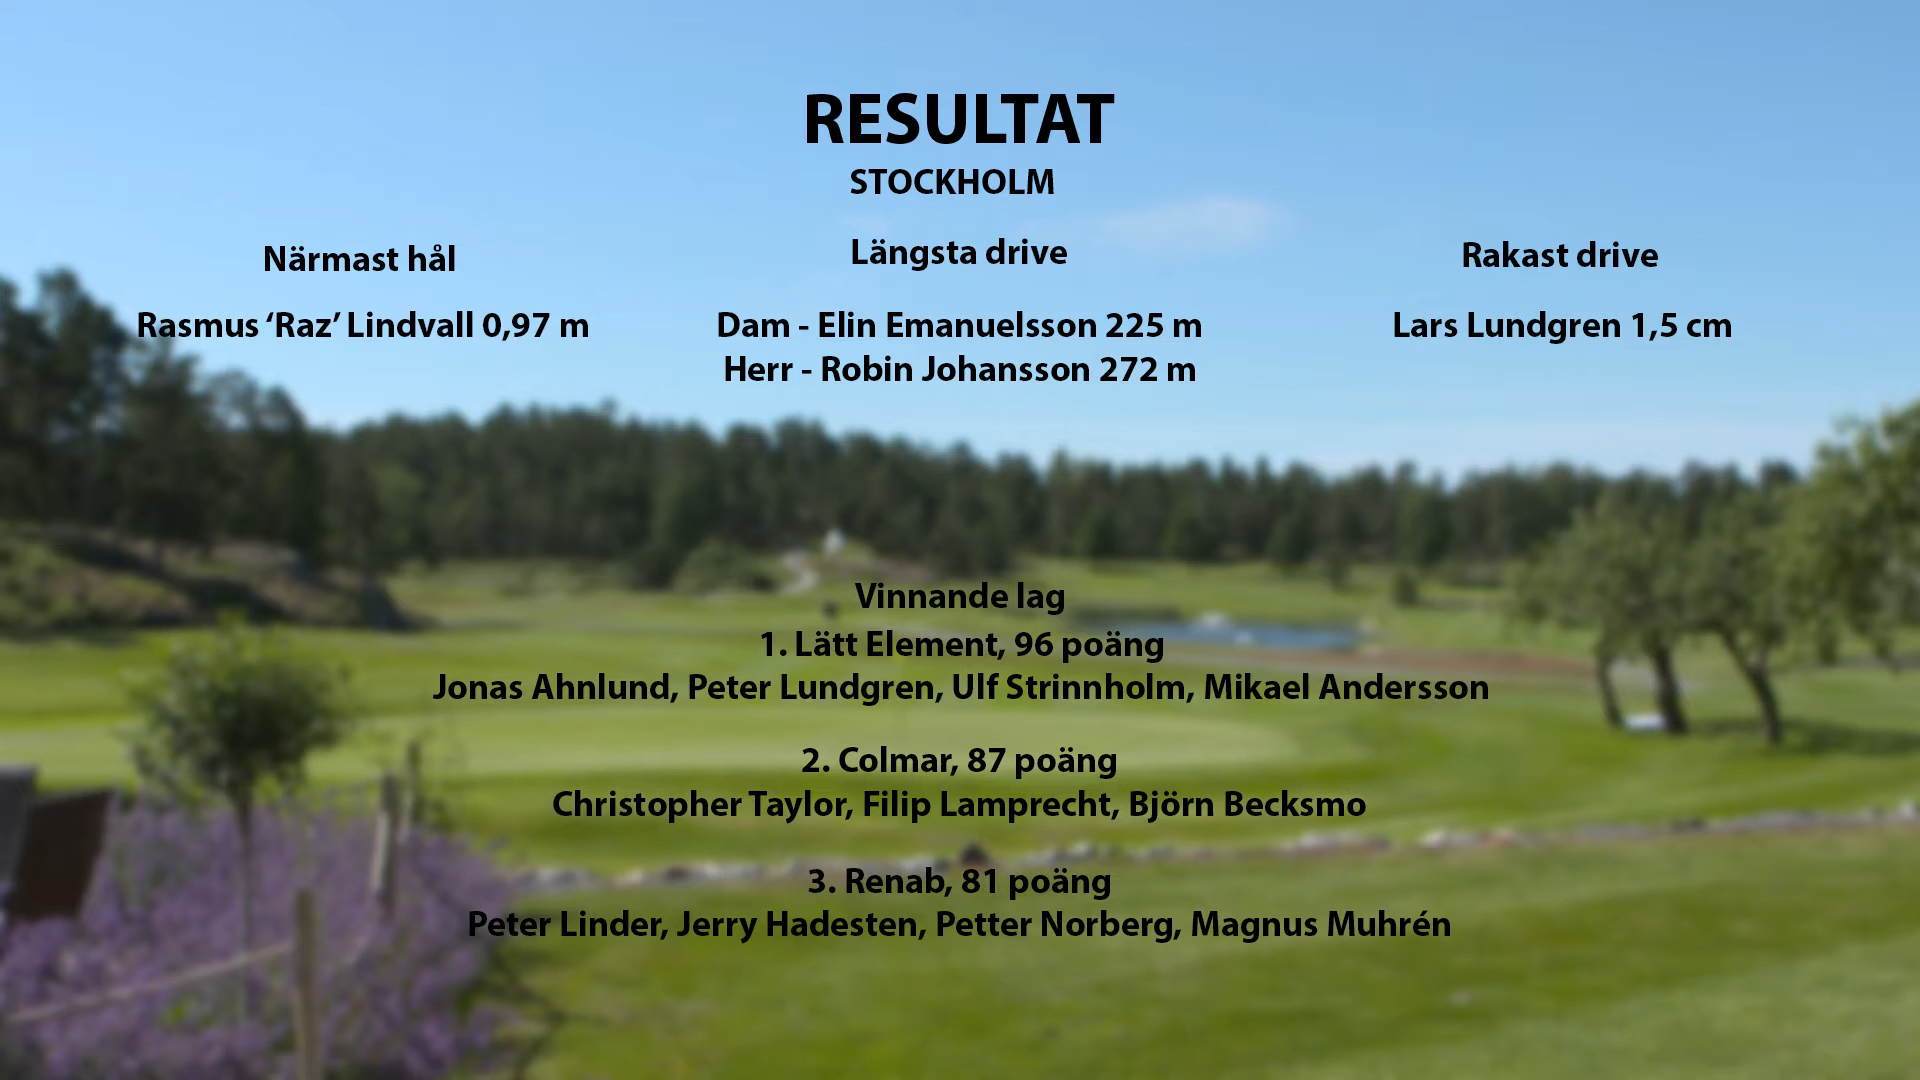 RESULTAT
STOCKHOLM
Närmast hål
Rasmus ‘Raz’ Lindvall 0,97 m
Längsta drive
Dam - Elin Emanuelsson 225 m
Herr - Robin Johansson 272 m
Rakast drive
Lars Lundgren 1,5 cm
Vinnande lag
1. Lätt Element, 96 poäng
Jonas Ahnlund, Peter Lundgren, Ulf Strinnholm, Mikael Andersson
2. Colmar, 87 poäng
Christopher Taylor, Filip Lamprecht, Björn Becksmo
3. Renab, 81 poäng
Peter Linder, Jerry Hadesten, Petter Norberg, Magnus Muhrén